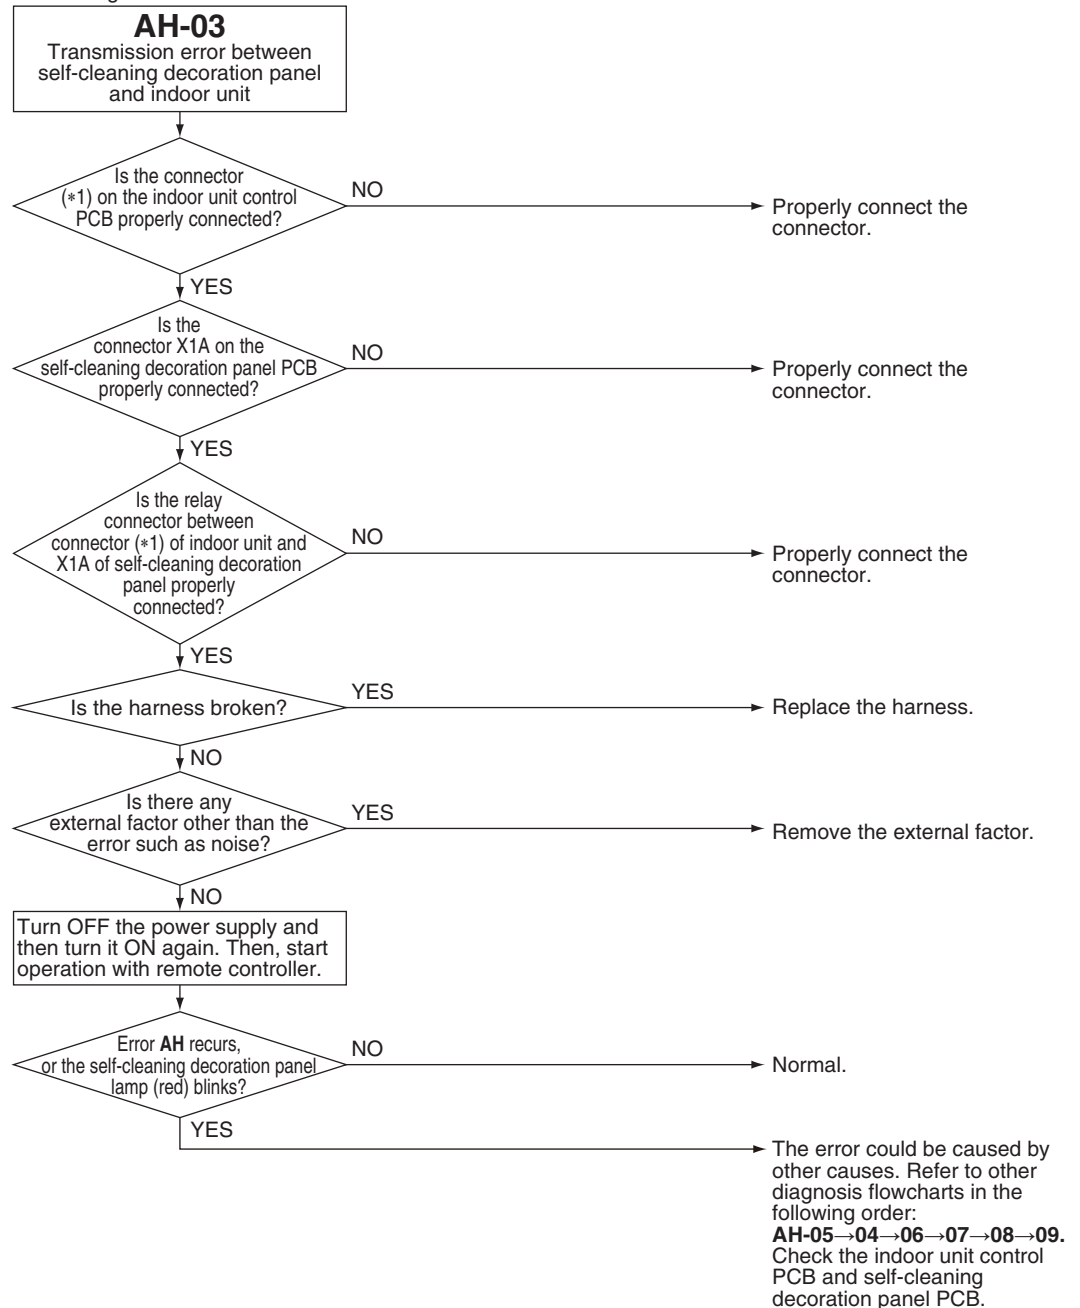 AH-03
Transmission error between
self-cleaning decoration panel
and indoor unit
Is the connector
(*1) on the indoor unit control
PCB properly connected?
NO
Properly connect the
connector.
YES
Is the
connector X1A on the
self-cleaning decoration panel PCB
properly connected?
NO
Properly connect the
connector.
YES
Is the relay
connector between
connector (*1) of indoor unit and
X1A of self-cleaning decoration
panel properly
connected?
NO
Properly connect the
connector.
YES
Is the harness broken?
YES
Replace the harness.
NO
Is there any
external factor other than the
error such as noise?
YES
Remove the external factor.
NO
Turn OFF the power supply and
then turn it ON again. Then, start
operation with remote controller.
Error AH recurs,
or the self-cleaning decoration panel
lamp (red) blinks?
NO
Normal.
YES
The error could be caused by
other causes. Refer to other
diagnosis flowcharts in the
following order:
AH-05→04→06→07→08→09.
Check the indoor unit control
PCB and self-cleaning
decoration panel PCB.